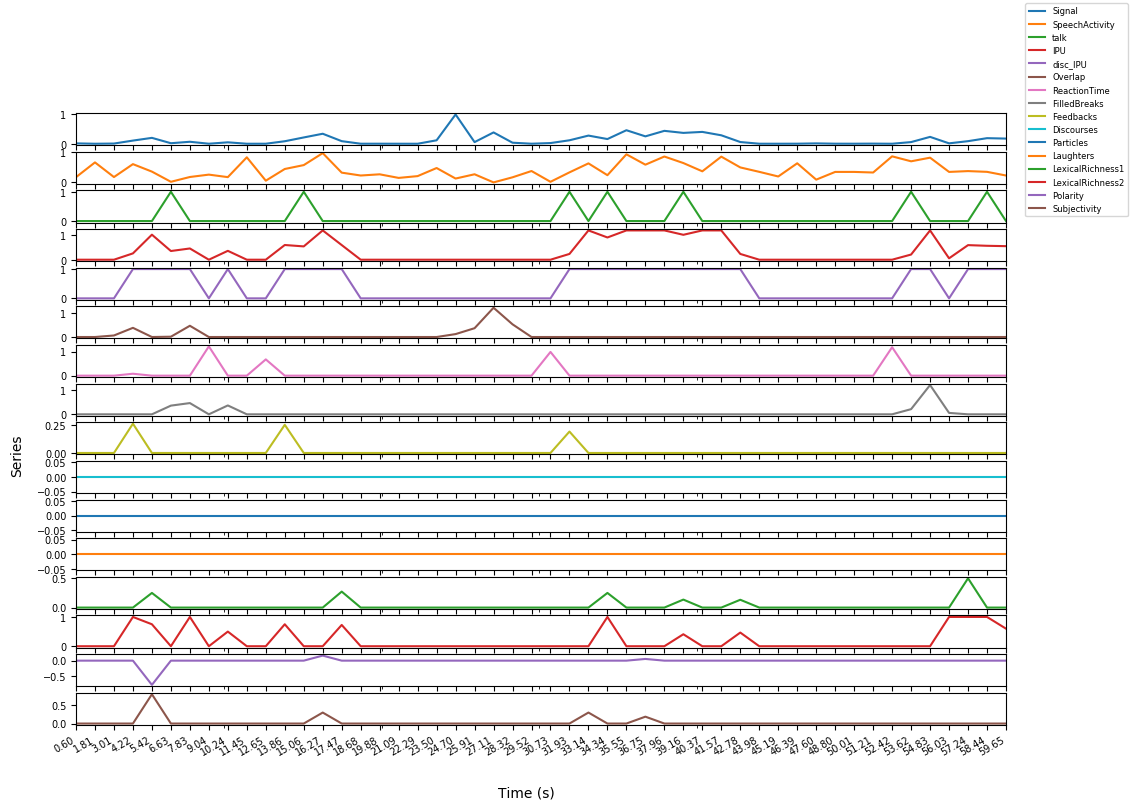 Signal
SpeechActivity
talk
IPU
disc_IPU
Overlap
ReactionTime
FilledBreaks
Feedbacks
Discourses
Particles
Laughters
LexicalRichness1
LexicalRichness2
Polarity
Subjectivity
1
0
1
0
1
0
1
0
1
0
1
0
1
0
1
0
0.25
0.00
0.05
0.00
−0.05
0.05
0.00
−0.05
0.05
0.00
−0.05
0.5
0.0
1
0
0.0
−0.5
0.5
0.0
Series
0.60 1.81 3.01 4.22 5.42 6.63 7.83 9.04 10.24 11.45 12.65 13.86 15.06 16.27 17.47 18.68 19.88 21.09 22.29 23.50 24.70 25.91 27.11 28.32 29.52 30.73 31.93 33.14 34.34 35.55 36.75 37.96 39.16 40.37 41.57 42.78 43.98 45.19 46.39 47.60 48.80 50.01 51.21 52.42 53.62 54.83 56.03 57.24 58.44 59.65
Time (s)